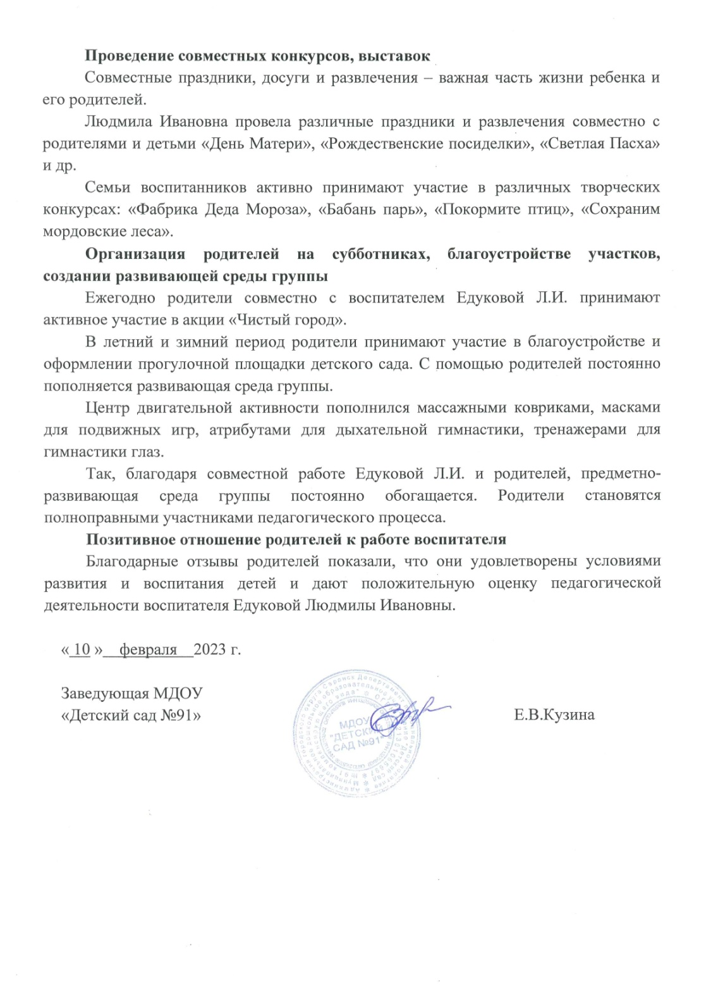 Проведение совместных конкурсов, выставок
Совместные праздники, досуги и развлечения – важная часть жизни ребенка и
его родителей.
Людмила Ивановна провела различные праздники и развлечения совместно с
родителями и детьми «День Матери», «Рождественские посиделки», «Светлая Пасха»
и др.
Семьи воспитанников активно принимают участие в различных творческих
конкурсах: «Фабрика Деда Мороза», «Бабань парь», «Покормите птиц», «Сохраним
мордовские леса».
Организация родителей на субботниках, благоустройстве участков,
создании развивающей среды группы
Ежегодно родители совместно с воспитателем Едуковой Л.И. принимают
активное участие в акции «Чистый город».
В летний и зимний период родители принимают участие в благоустройстве и
оформлении прогулочной площадки детского сада. С помощью родителей постоянно
пополняется развивающая среда группы.
Центр двигательной активности пополнился массажными ковриками, масками
для подвижных игр, атрибутами для дыхательной гимнастики, тренажерами для
гимнастики глаз.
Так, благодаря совместной работе Едуковой Л.И. и родителей, предметно-
развивающая среда группы постоянно обогащается. Родители становятся
полноправными участниками педагогического процесса.
Позитивное отношение родителей к работе воспитателя
Благодарные отзывы родителей показали, что они удовлетворены условиями
развития и воспитания детей и дают положительную оценку педагогической
деятельности воспитателя Едуковой Людмилы Ивановны.
« 10 » февраля 2023 г.
Заведующая МДОУ
«Детский сад №91»
Е.В.Кузина
МДОУ
"ДЕТСКИЙ
САД №91"